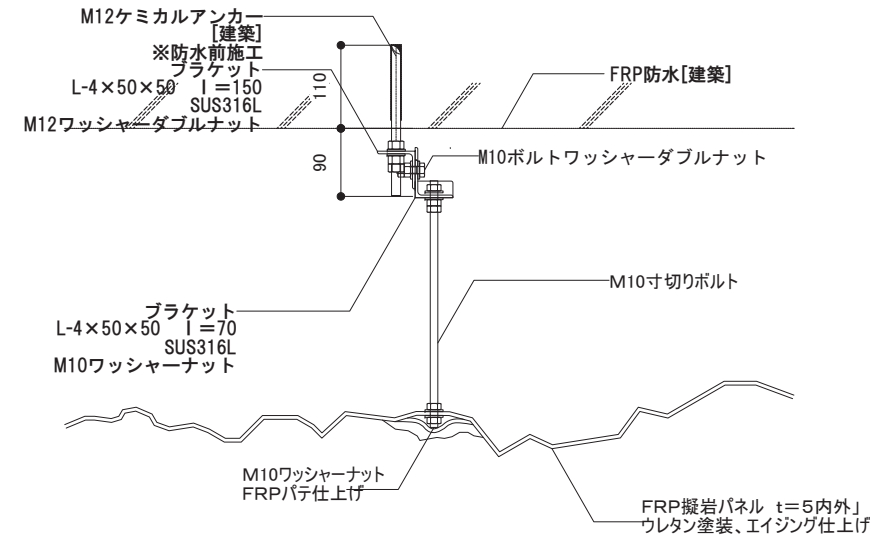 M12ケミカルアンカー
[建築]
※防水前施工
ブラケット
L-4×50×50 l=150
SUS316L
M12ワッシャーダブルナット
110
90
FRP防水[建築]
M10ボルトワッシャーダブルナット
M10寸切りボルト
ブラケット
L-4×50×50 l=70
SUS316L
M10ワッシャーナット
M10ワッシャーナット
FRPパテ仕上げ
FRP擬岩パネル t=5内外」
ウレタン塗装、エイジング仕上げ